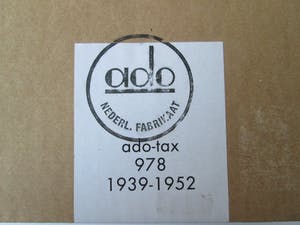 ado
NEDERL. FABRIKAAT
ado-tax
978
1939-1952